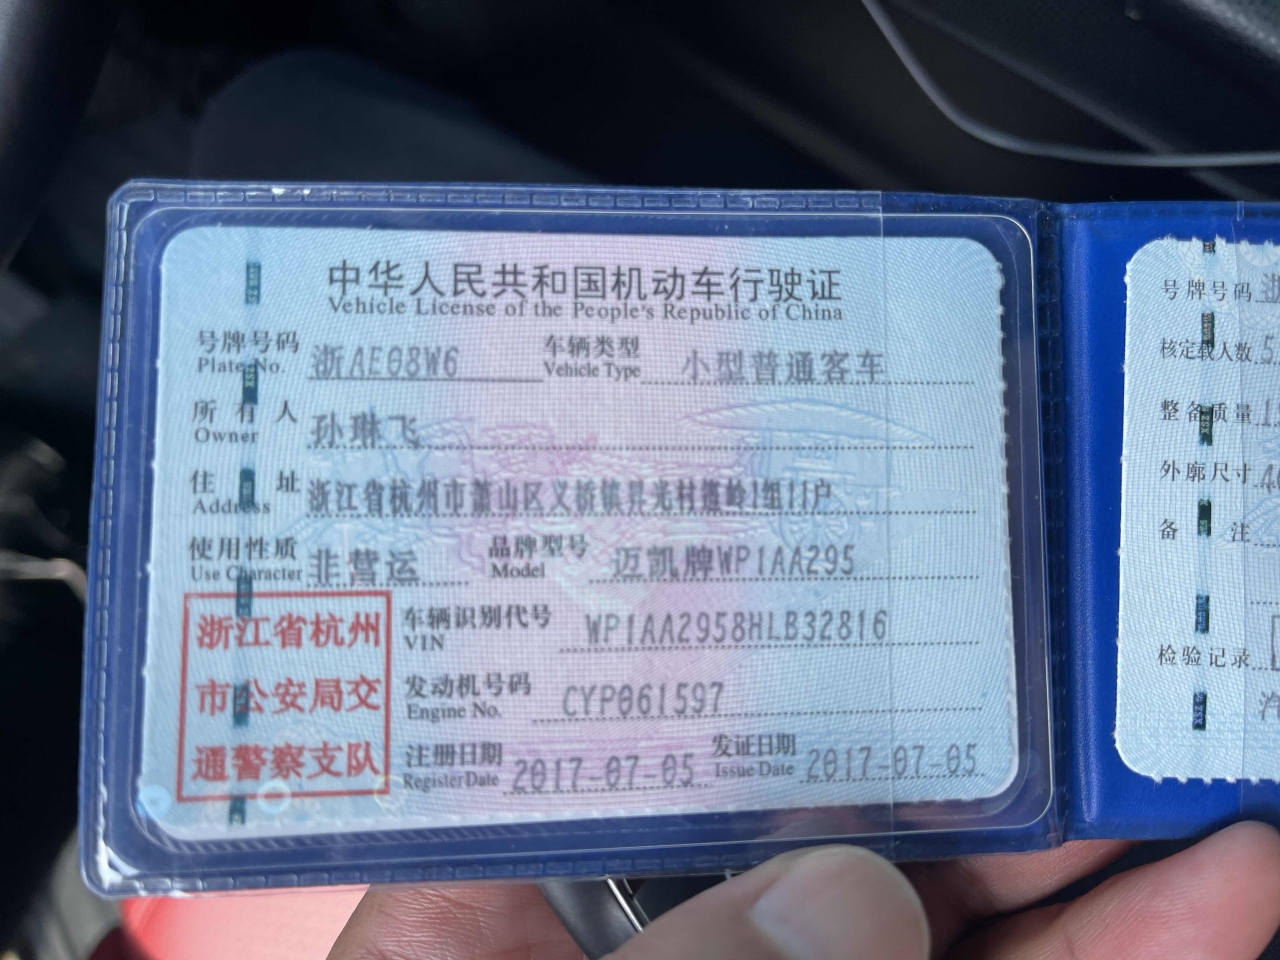 中华人民共和国机动车行驶证
Vehicle License of the People's Republic of China
号牌号码 浙AE08W6 车辆类型 小型普通客车
Plate No. Vehicle Type
所有人 孙琳飞
Owner
住址 浙江省杭州市萧山区义桥镇昇光村 岭1组11户
Address
使用性质 非营运 品牌型号 迈凯牌WP1AA295
Use Character Model
浙江省杭州
市公安局交
通警察支队
车辆识别代号 WP1AA2958HLB32816
VIN
发动机号码 CYP061597
Engine No.
注册日期 2017-07-05 发证日期 2017-07-05
Register Date Issue Date
号牌号码 浙
核定载人数 5
整备质量 1
外廓尺寸 4
备注
检验记录
汽